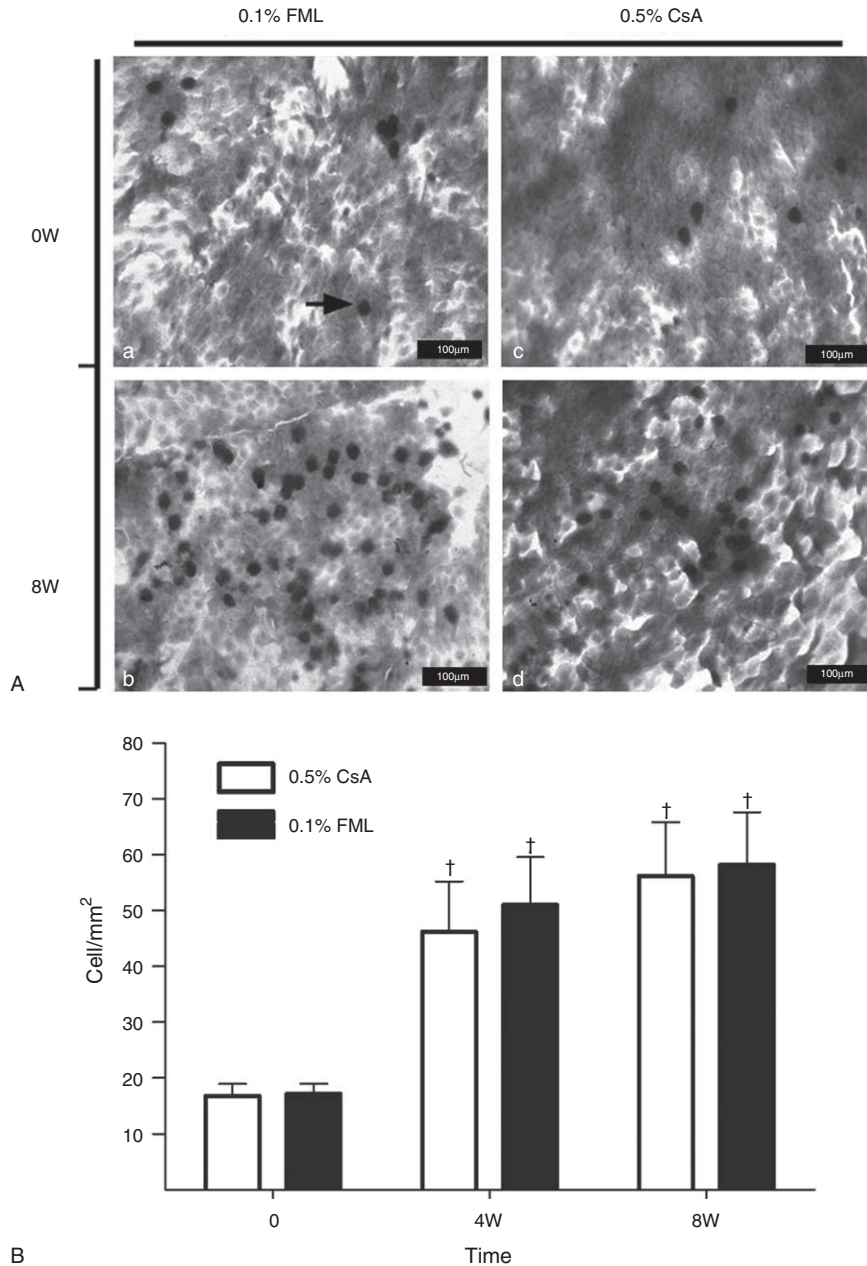 0.1% FML
0.5% CsA
0W
a
100µm
c
100µm
8W
b
100µm
d
100µm
A
80
70
60
50
40
30
20
10
Cell/mm²
0.5% CsA
0.1% FML
†
†
†
†
0
4W
8W
Time
B